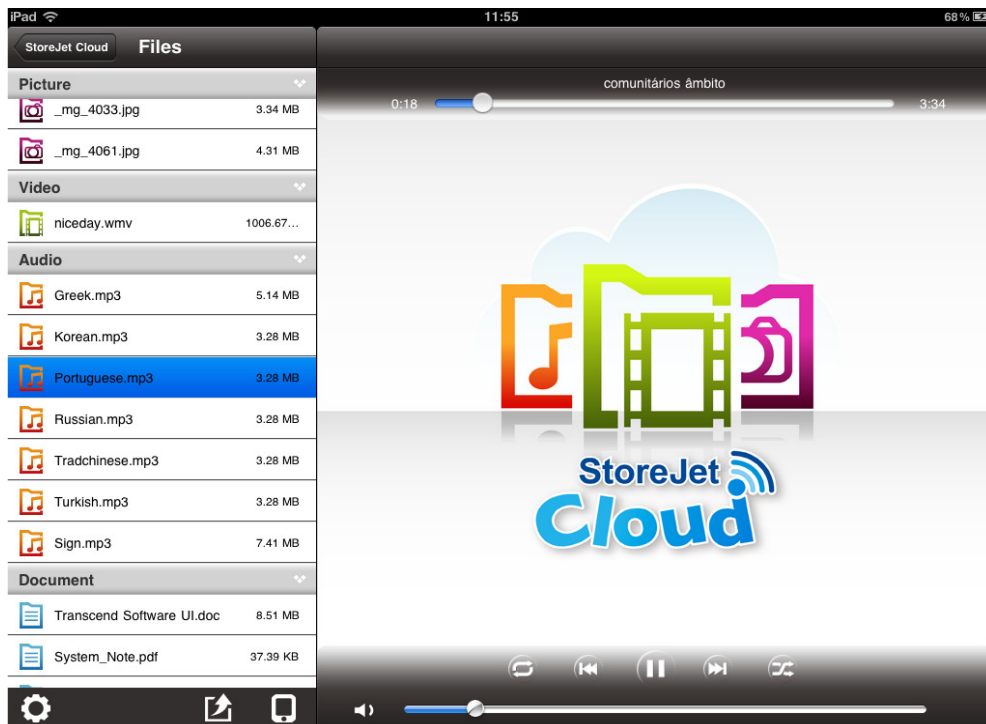 iPad 11:55 68%
StoreJet Cloud Files
Picture
_mg_4033.jpg 3.34 MB
_mg_4061.jpg 4.31 MB
Video
niceday.wmv 1006.67...
Audio
Greek.mp3 5.14 MB
Korean.mp3 3.28 MB
Portuguese.mp3 3.28 MB
Russian.mp3 3.28 MB
Tradchinese.mp3 3.28 MB
Turkish.mp3 3.28 MB
Sign.mp3 7.41 MB
Document
Transcend Software UI.doc 8.51 MB
System_Note.pdf 37.39 KB
comunitários âmbito
0:18 3:34
StoreJet
Cloud